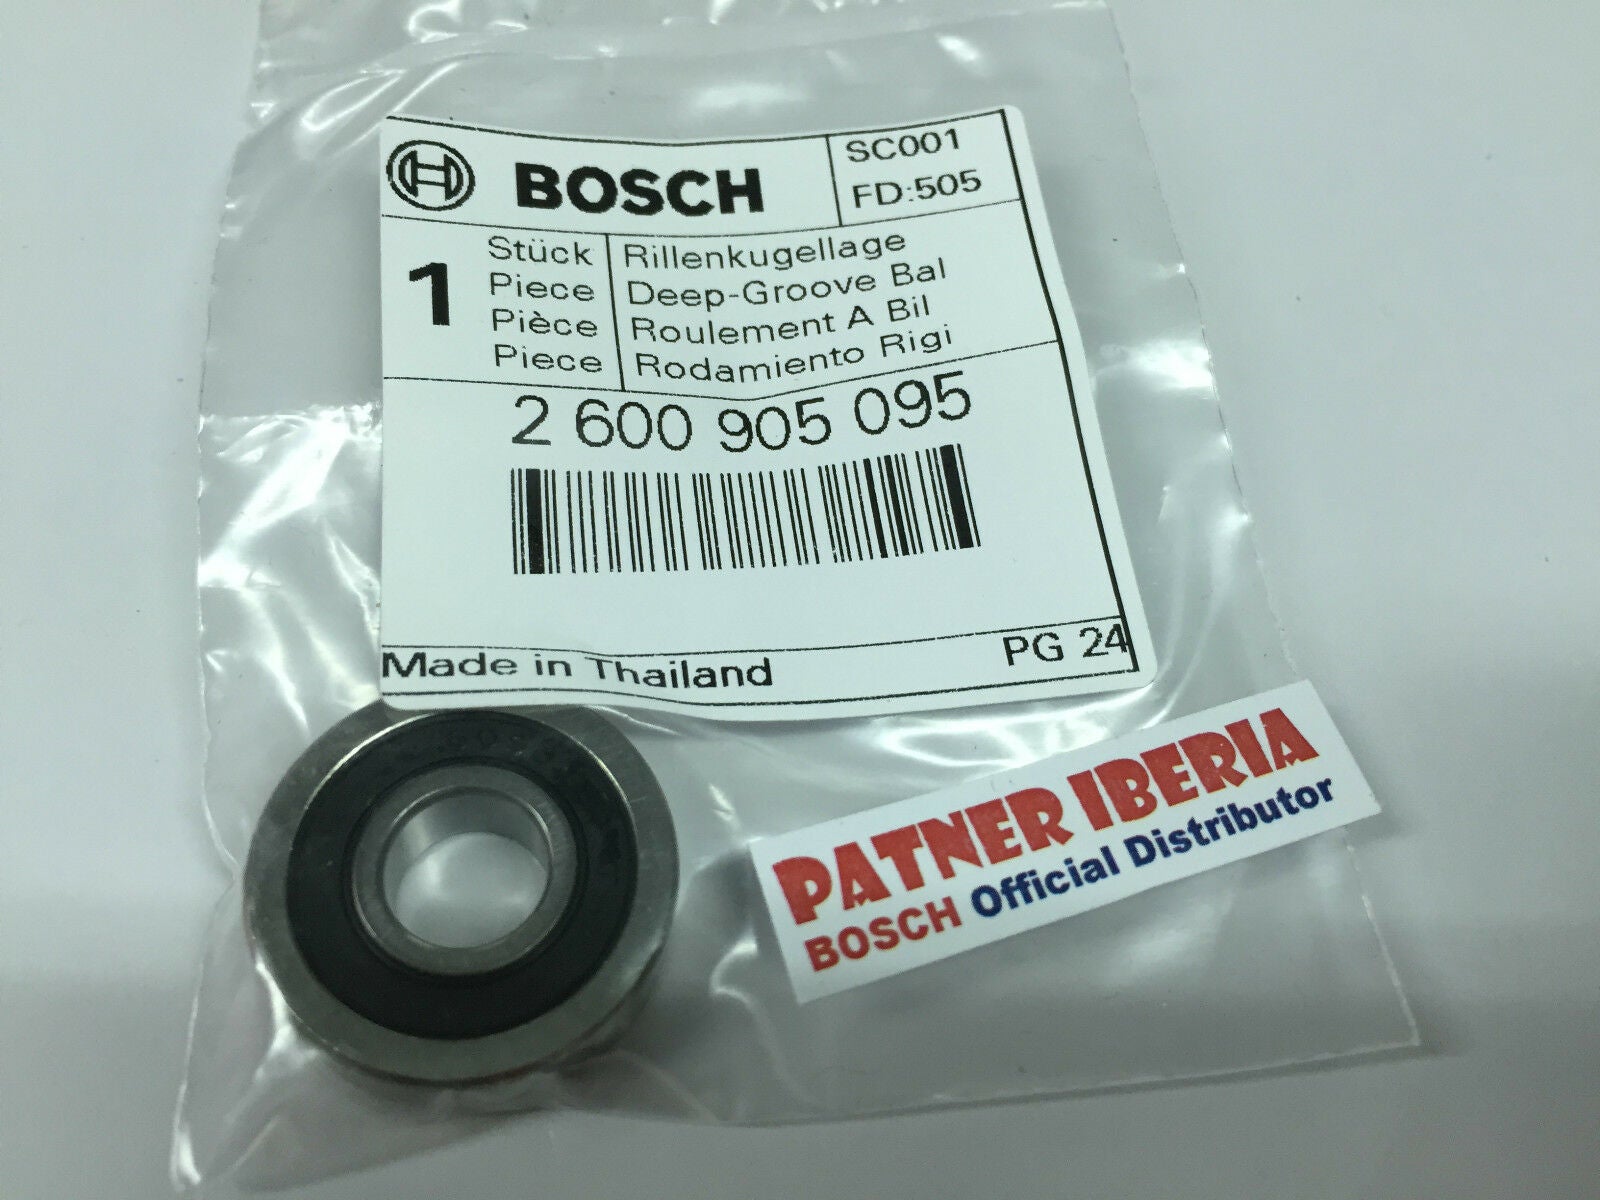 BOSCH
SC001
FD:505
1
Stück
Piece
Pièce
Piece
Rillenkugellage
Deep-Groove Bal
Roulement A Bil
Rodamiento Rigi
2 600 905 095
Made in Thailand
PG 24
PATNER IBERIA
BOSCH Official Distributor